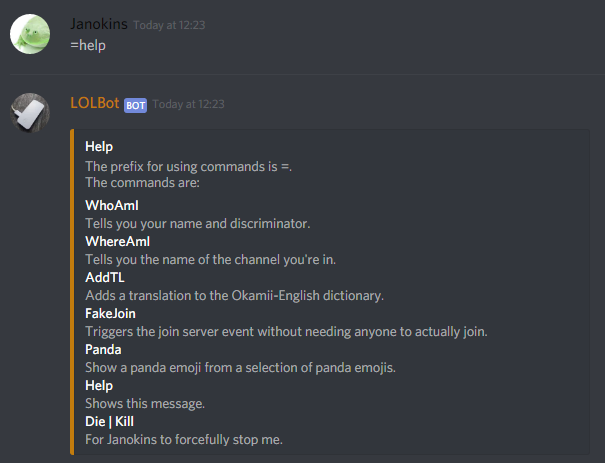 Janokins Today at 12:23
=help
LOLBot BOT Today at 12:23
Help
The prefix for using commands is =.
The commands are:
WhoAmI
Tells you your name and discriminator.
WhereAmI
Tells you the name of the channel you're in.
AddTL
Adds a translation to the Okamii-English dictionary.
FakeJoin
Triggers the join server event without needing anyone to actually join.
Panda
Show a panda emoji from a selection of panda emojis.
Help
Shows this message.
Die | Kill
For Janokins to forcefully stop me.